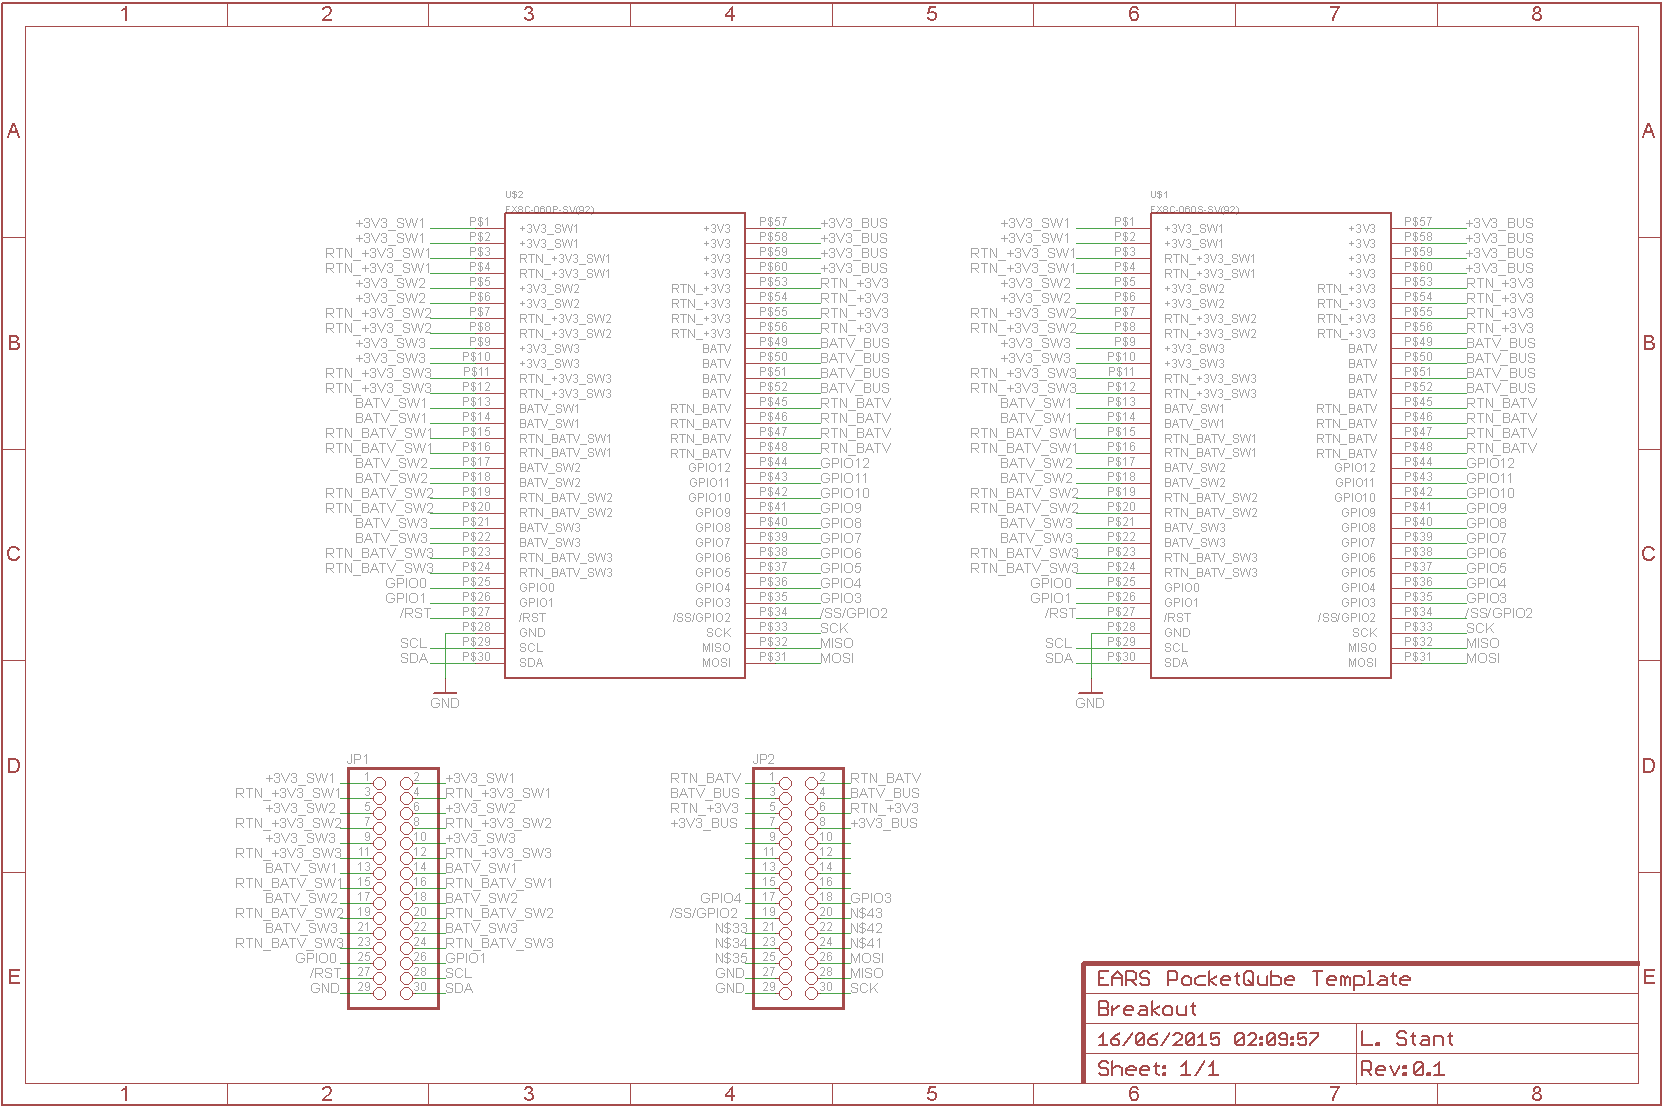 1 2 3 4 5 6 7 8
A A
B B
C C
D D
E E
U$2
FX8C-060P-SV(92)
+3V3_SW1 P$1 +3V3_SW1 +3V3 P$57 +3V3_BUS
+3V3_SW1 P$2 +3V3_SW1 +3V3 P$58 +3V3_BUS
RTN_+3V3_SW1 P$3 RTN_+3V3_SW1 +3V3 P$59 +3V3_BUS
RTN_+3V3_SW1 P$4 RTN_+3V3_SW1 +3V3 P$60 +3V3_BUS
+3V3_SW2 P$5 +3V3_SW2 RTN_+3V3 P$53 RTN_+3V3
+3V3_SW2 P$6 +3V3_SW2 RTN_+3V3 P$54 RTN_+3V3
RTN_+3V3_SW2 P$7 RTN_+3V3_SW2 RTN_+3V3 P$55 RTN_+3V3
RTN_+3V3_SW2 P$8 RTN_+3V3_SW2 RTN_+3V3 P$56 RTN_+3V3
+3V3_SW3 P$9 +3V3_SW3 BATV P$49 BATV_BUS
+3V3_SW3 P$10 +3V3_SW3 BATV P$50 BATV_BUS
RTN_+3V3_SW3 P$11 RTN_+3V3_SW3 BATV P$51 BATV_BUS
RTN_+3V3_SW3 P$12 RTN_+3V3_SW3 BATV P$52 BATV_BUS
BATV_SW1 P$13 BATV_SW1 RTN_BATV P$45 RTN_BATV
BATV_SW1 P$14 BATV_SW1 RTN_BATV P$46 RTN_BATV
RTN_BATV_SW1 P$15 RTN_BATV_SW1 RTN_BATV P$47 RTN_BATV
RTN_BATV_SW1 P$16 RTN_BATV_SW1 RTN_BATV P$48 RTN_BATV
BATV_SW2 P$17 BATV_SW2 GPIO12 P$44 GPIO12
BATV_SW2 P$18 BATV_SW2 GPIO11 P$43 GPIO11
RTN_BATV_SW2 P$19 RTN_BATV_SW2 GPIO10 P$42 GPIO10
RTN_BATV_SW2 P$20 RTN_BATV_SW2 GPIO9 P$41 GPIO9
BATV_SW3 P$21 BATV_SW3 GPIO8 P$40 GPIO8
BATV_SW3 P$22 BATV_SW3 GPIO7 P$39 GPIO7
RTN_BATV_SW3 P$23 RTN_BATV_SW3 GPIO6 P$38 GPIO6
RTN_BATV_SW3 P$24 RTN_BATV_SW3 GPIO5 P$37 GPIO5
GPIO0 P$25 GPIO0 GPIO4 P$36 GPIO4
GPIO1 P$26 GPIO1 GPIO3 P$35 GPIO3
/RST P$27 /RST /SS/GPIO2 P$34 /SS/GPIO2
P$28 GND SCK P$33 SCK
SCL P$29 SCL MISO P$32 MISO
SDA P$30 SDA MOSI P$31 MOSI
GND
U$1
FX8C-060S-SV(92)
+3V3_SW1 P$1 +3V3_SW1 +3V3 P$57 +3V3_BUS
+3V3_SW1 P$2 +3V3_SW1 +3V3 P$58 +3V3_BUS
RTN_+3V3_SW1 P$3 RTN_+3V3_SW1 +3V3 P$59 +3V3_BUS
RTN_+3V3_SW1 P$4 RTN_+3V3_SW1 +3V3 P$60 +3V3_BUS
+3V3_SW2 P$5 +3V3_SW2 RTN_+3V3 P$53 RTN_+3V3
+3V3_SW2 P$6 +3V3_SW2 RTN_+3V3 P$54 RTN_+3V3
RTN_+3V3_SW2 P$7 RTN_+3V3_SW2 RTN_+3V3 P$55 RTN_+3V3
RTN_+3V3_SW2 P$8 RTN_+3V3_SW2 RTN_+3V3 P$56 RTN_+3V3
+3V3_SW3 P$9 +3V3_SW3 BATV P$49 BATV_BUS
+3V3_SW3 P$10 +3V3_SW3 BATV P$50 BATV_BUS
RTN_+3V3_SW3 P$11 RTN_+3V3_SW3 BATV P$51 BATV_BUS
RTN_+3V3_SW3 P$12 RTN_+3V3_SW3 BATV P$52 BATV_BUS
BATV_SW1 P$13 BATV_SW1 RTN_BATV P$45 RTN_BATV
BATV_SW1 P$14 BATV_SW1 RTN_BATV P$46 RTN_BATV
RTN_BATV_SW1 P$15 RTN_BATV_SW1 RTN_BATV P$47 RTN_BATV
RTN_BATV_SW1 P$16 RTN_BATV_SW1 RTN_BATV P$48 RTN_BATV
BATV_SW2 P$17 BATV_SW2 GPIO12 P$44 GPIO12
BATV_SW2 P$18 BATV_SW2 GPIO11 P$43 GPIO11
RTN_BATV_SW2 P$19 RTN_BATV_SW2 GPIO10 P$42 GPIO10
RTN_BATV_SW2 P$20 RTN_BATV_SW2 GPIO9 P$41 GPIO9
BATV_SW3 P$21 BATV_SW3 GPIO8 P$40 GPIO8
BATV_SW3 P$22 BATV_SW3 GPIO7 P$39 GPIO7
RTN_BATV_SW3 P$23 RTN_BATV_SW3 GPIO6 P$38 GPIO6
RTN_BATV_SW3 P$24 RTN_BATV_SW3 GPIO5 P$37 GPIO5
GPIO0 P$25 GPIO0 GPIO4 P$36 GPIO4
GPIO1 P$26 GPIO1 GPIO3 P$35 GPIO3
/RST P$27 /RST /SS/GPIO2 P$34 /SS/GPIO2
P$28 GND SCK P$33 SCK
SCL P$29 SCL MISO P$32 MISO
SDA P$30 SDA MOSI P$31 MOSI
GND
JP1
+3V3_SW1 1 2 +3V3_SW1
RTN_+3V3_SW1 3 4 RTN_+3V3_SW1
+3V3_SW2 5 6 +3V3_SW2
RTN_+3V3_SW2 7 8 RTN_+3V3_SW2
+3V3_SW3 9 10 +3V3_SW3
RTN_+3V3_SW3 11 12 RTN_+3V3_SW3
BATV_SW1 13 14 BATV_SW1
RTN_BATV_SW1 15 16 RTN_BATV_SW1
BATV_SW2 17 18 BATV_SW2
RTN_BATV_SW2 19 20 RTN_BATV_SW2
BATV_SW3 21 22 BATV_SW3
RTN_BATV_SW3 23 24 RTN_BATV_SW3
GPIO0 25 26 GPIO1
/RST 27 28 SCL
GND 29 30 SDA
JP2
RTN_BATV 1 2 RTN_BATV
BATV_BUS 3 4 BATV_BUS
RTN_+3V3 5 6 RTN_+3V3
+3V3_BUS 7 8 +3V3_BUS
9 10
11 12
13 14
15 16
GPIO4 17 18 GPIO3
/SS/GPIO2 19 20 N$43
N$33 21 22 N$42
N$34 23 24 N$41
N$35 25 26 MOSI
GND 27 28 MISO
GND 29 30 SCK
EARS PocketQube Template
Breakout
16/06/2015 02:09:57 L. Stant
Sheet: 1/1 Rev:0.1
1 2 3 4 5 6 7 8